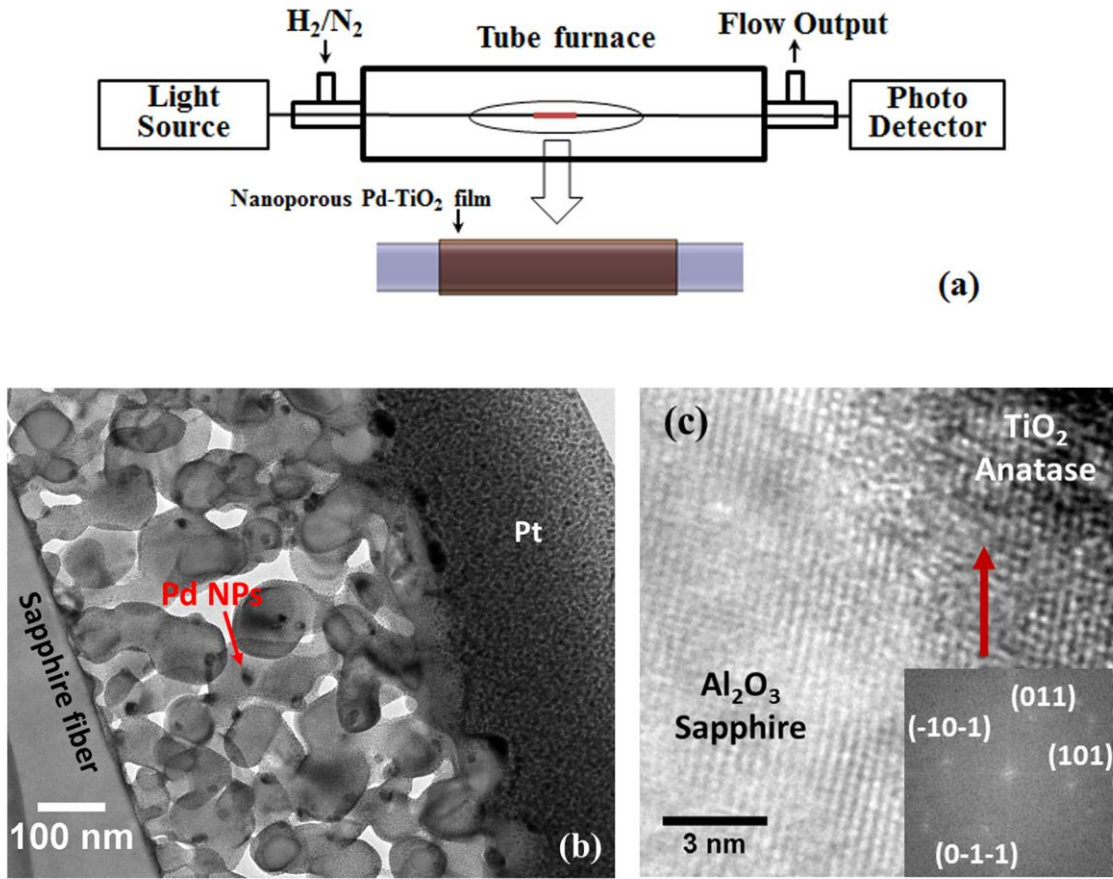 H₂/N₂
Tube furnace
Flow Output
Light
Source
Photo
Detector
Nanoporous Pd-TiO₂ film
(a)
Pt
Pd NPs
Sapphire fiber
100 nm
(b)
(c)
TiO₂
Anatase
Al₂O₃
Sapphire
3 nm
(011)
(-10-1)
(101)
(0-1-1)